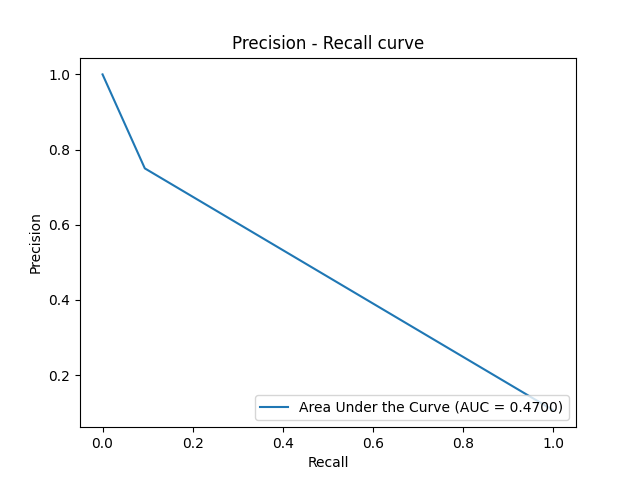 Precision - Recall curve
1.0
0.8
0.6
0.4
0.2
Precision
Area Under the Curve (AUC = 0.4700)
0.0 0.2 0.4 0.6 0.8 1.0
Recall